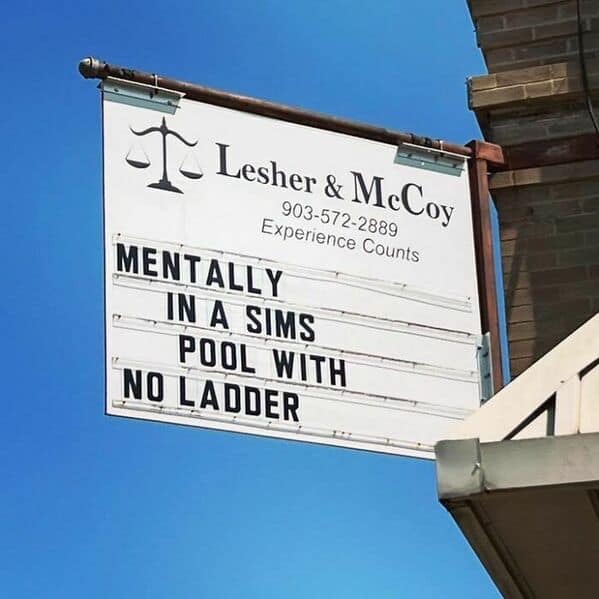 Lesher & McCoy
903-572-2889
Experience Counts
MENTALLY
IN A SIMS
POOL WITH
NO LADDER